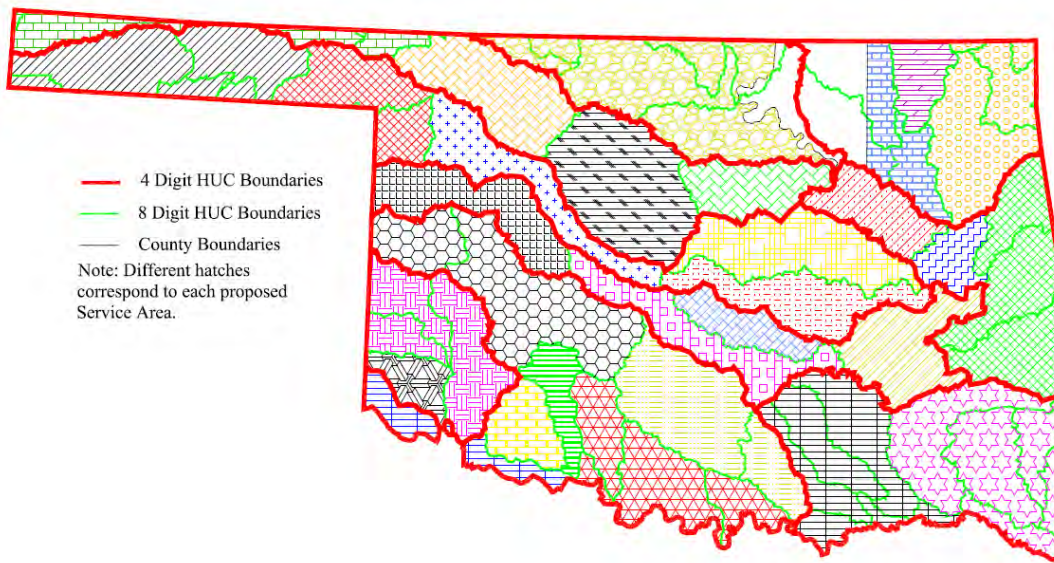 4 Digit HUC Boundaries
8 Digit HUC Boundaries
County Boundaries
Note: Different hatches
correspond to each proposed
Service Area.